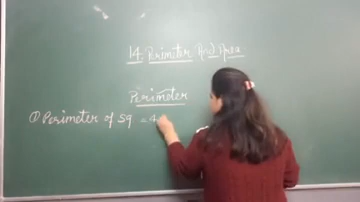 14. Perimeter And Area
Perimeter
① Perimeter of sq = 4